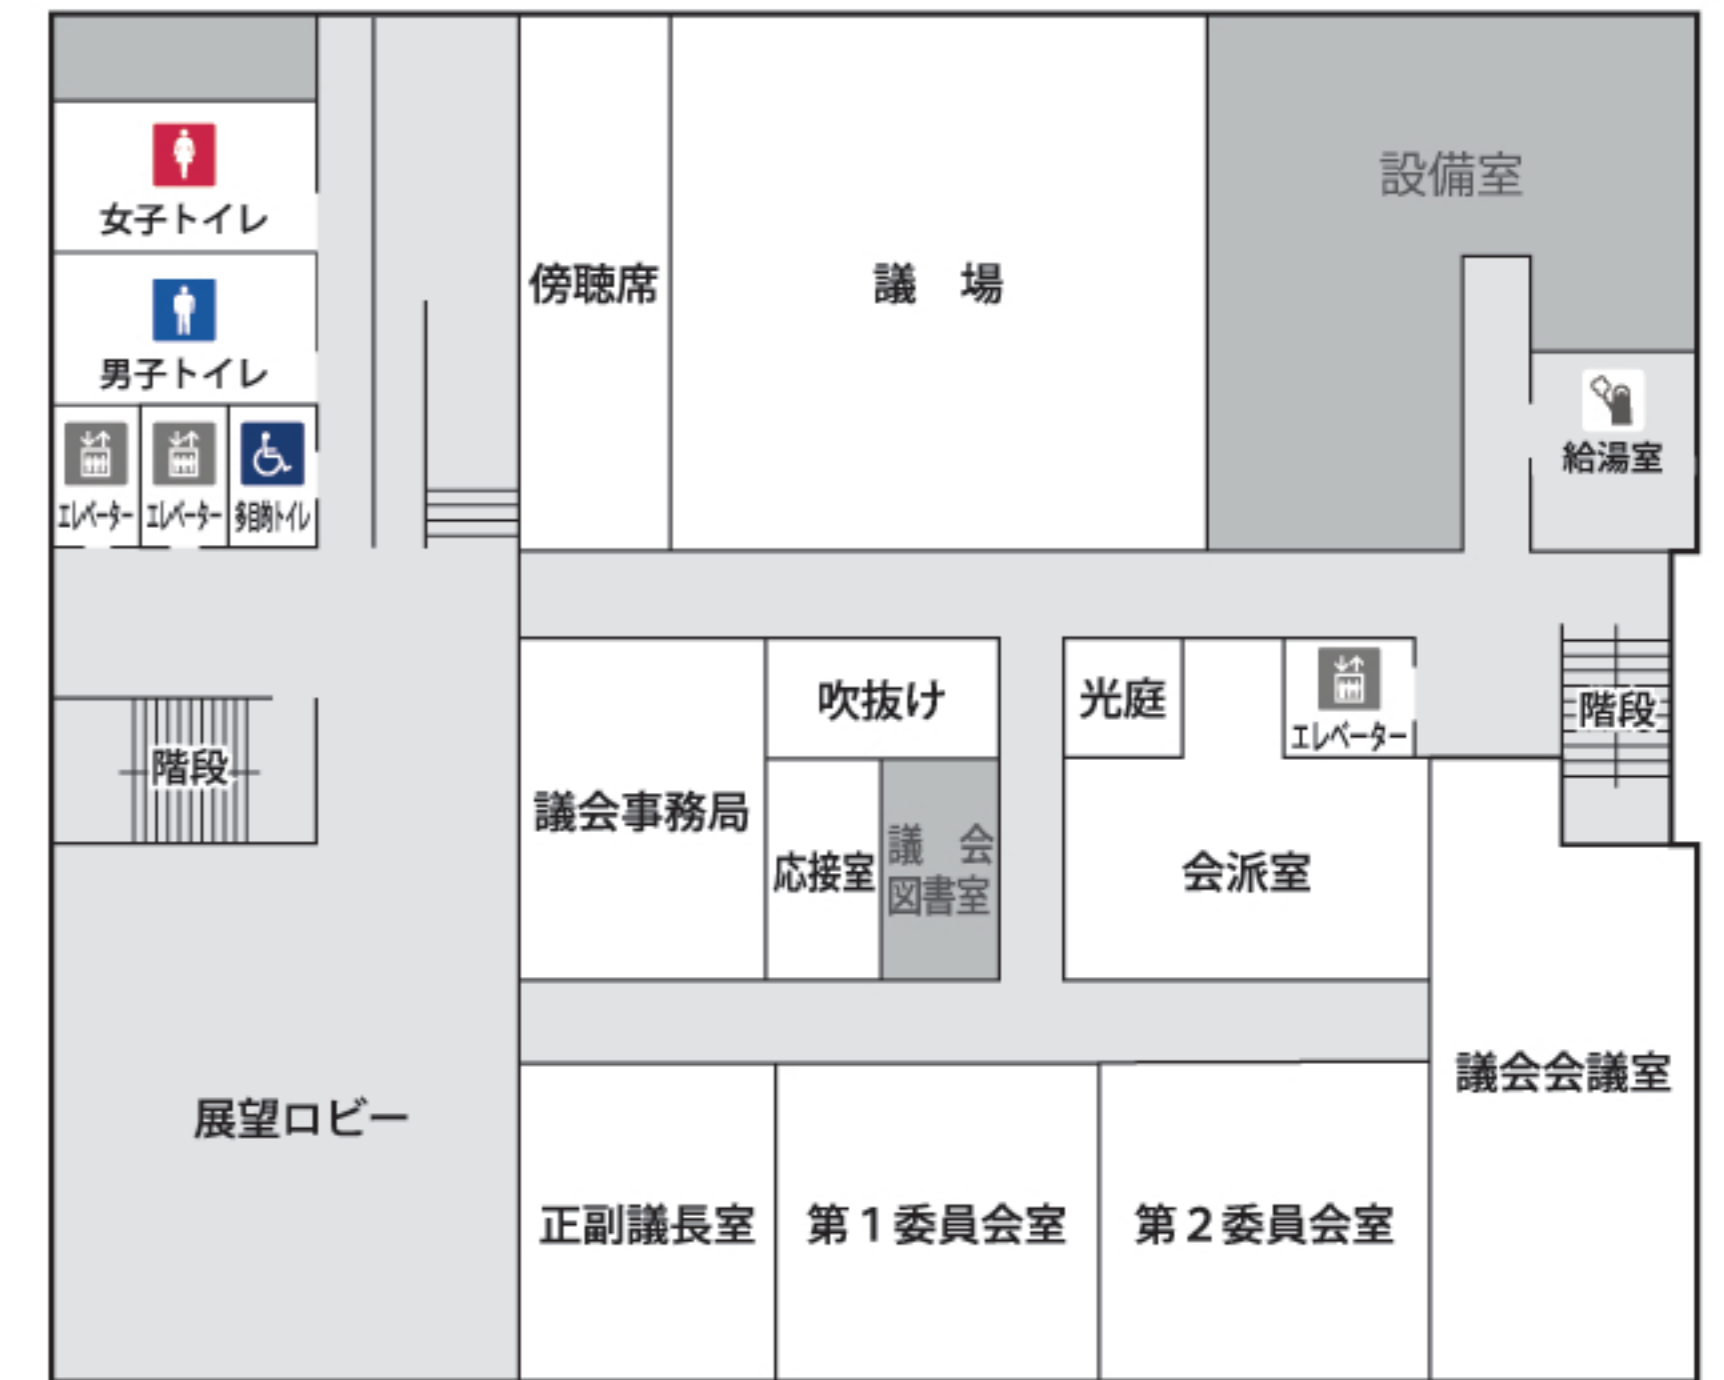 女子トイレ
男子トイレ
エレベーター
エレベーター
多目的トイレ
傍聴席
議　場
設備室
給湯室
階段
議会事務局
吹抜け
応接室
議　会
図書室
光庭
エレベーター
会派室
階段
展望ロビー
正副議長室
第１委員会室
第２委員会室
議会会議室